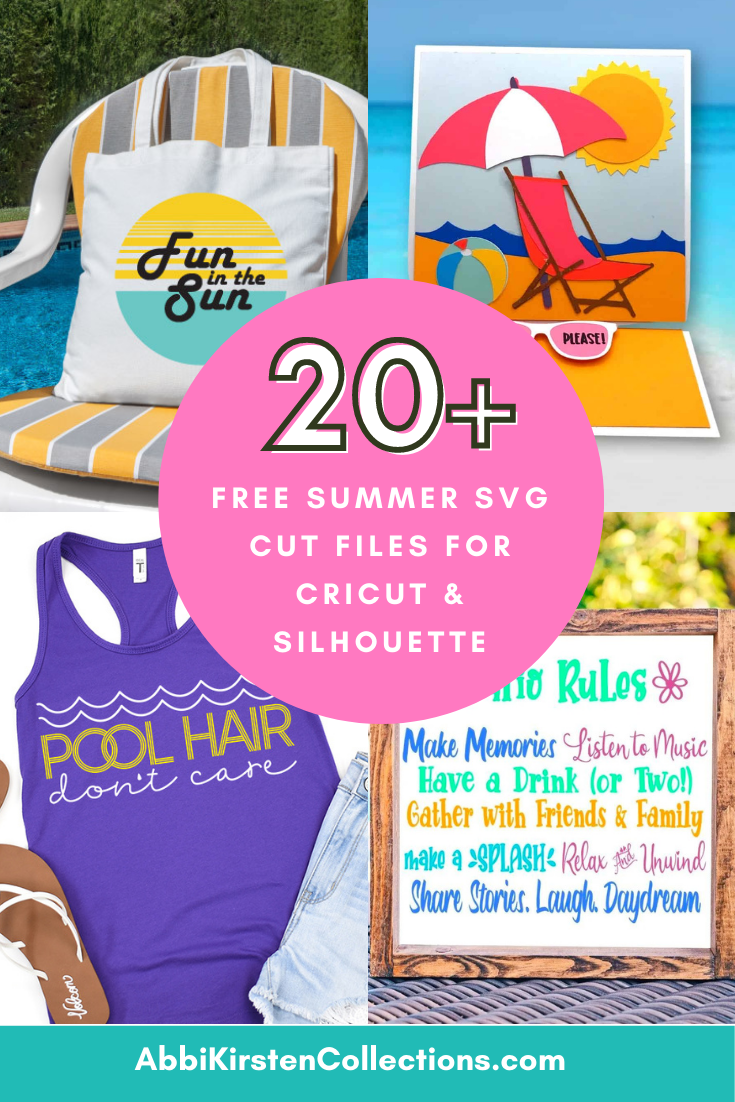 Fun
in the
Sun
PLEASE!
20+
FREE SUMMER SVG
CUT FILES FOR
CRICUT &
SILHOUETTE
POOL HAIR
don't care
Volcom
Rules
Make Memories Listen to Music
Have a Drink (or Two!)
Gather with Friends & Family
make a SPLASH Relax And Unwind
Share Stories. Laugh. Daydream
AbbiKirstenCollections.com